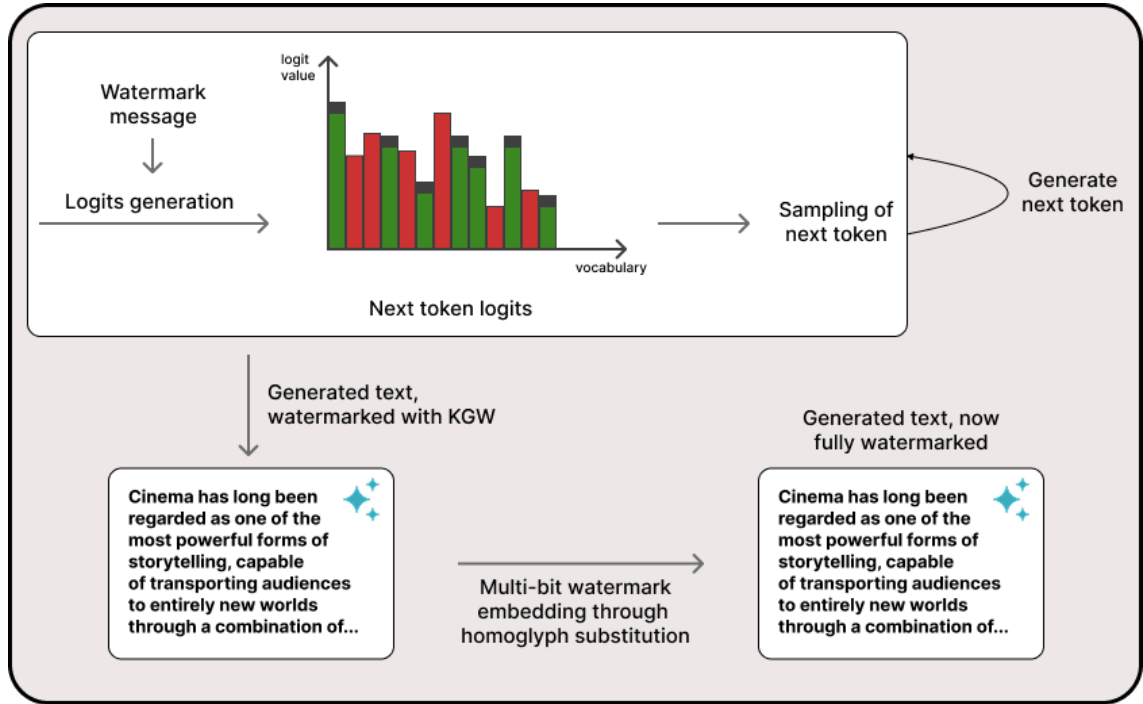 logit
value
Watermark
message
Logits generation
vocabulary
Next token logits
Sampling of
next token
Generate
next token
Generated text,
watermarked with KGW
Generated text, now
fully watermarked
Cinema has long been
regarded as one of the
most powerful forms of
storytelling, capable
of transporting audiences
to entirely new worlds
through a combination of...
Multi-bit watermark
embedding through
homoglyph substitution
Cinema has long been
regarded as one of the
most powerful forms of
storytelling, capable
of transporting audiences
to entirely new worlds
through a combination of...